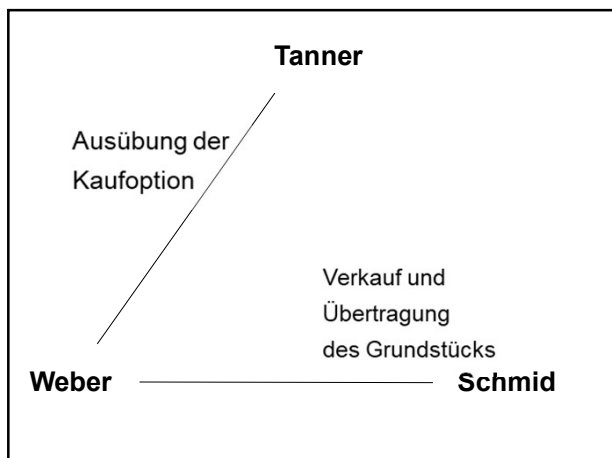 Tanner
Ausübung der
Kaufoption
Verkauf und
Übertragung
des Grundstücks
Weber
Schmid